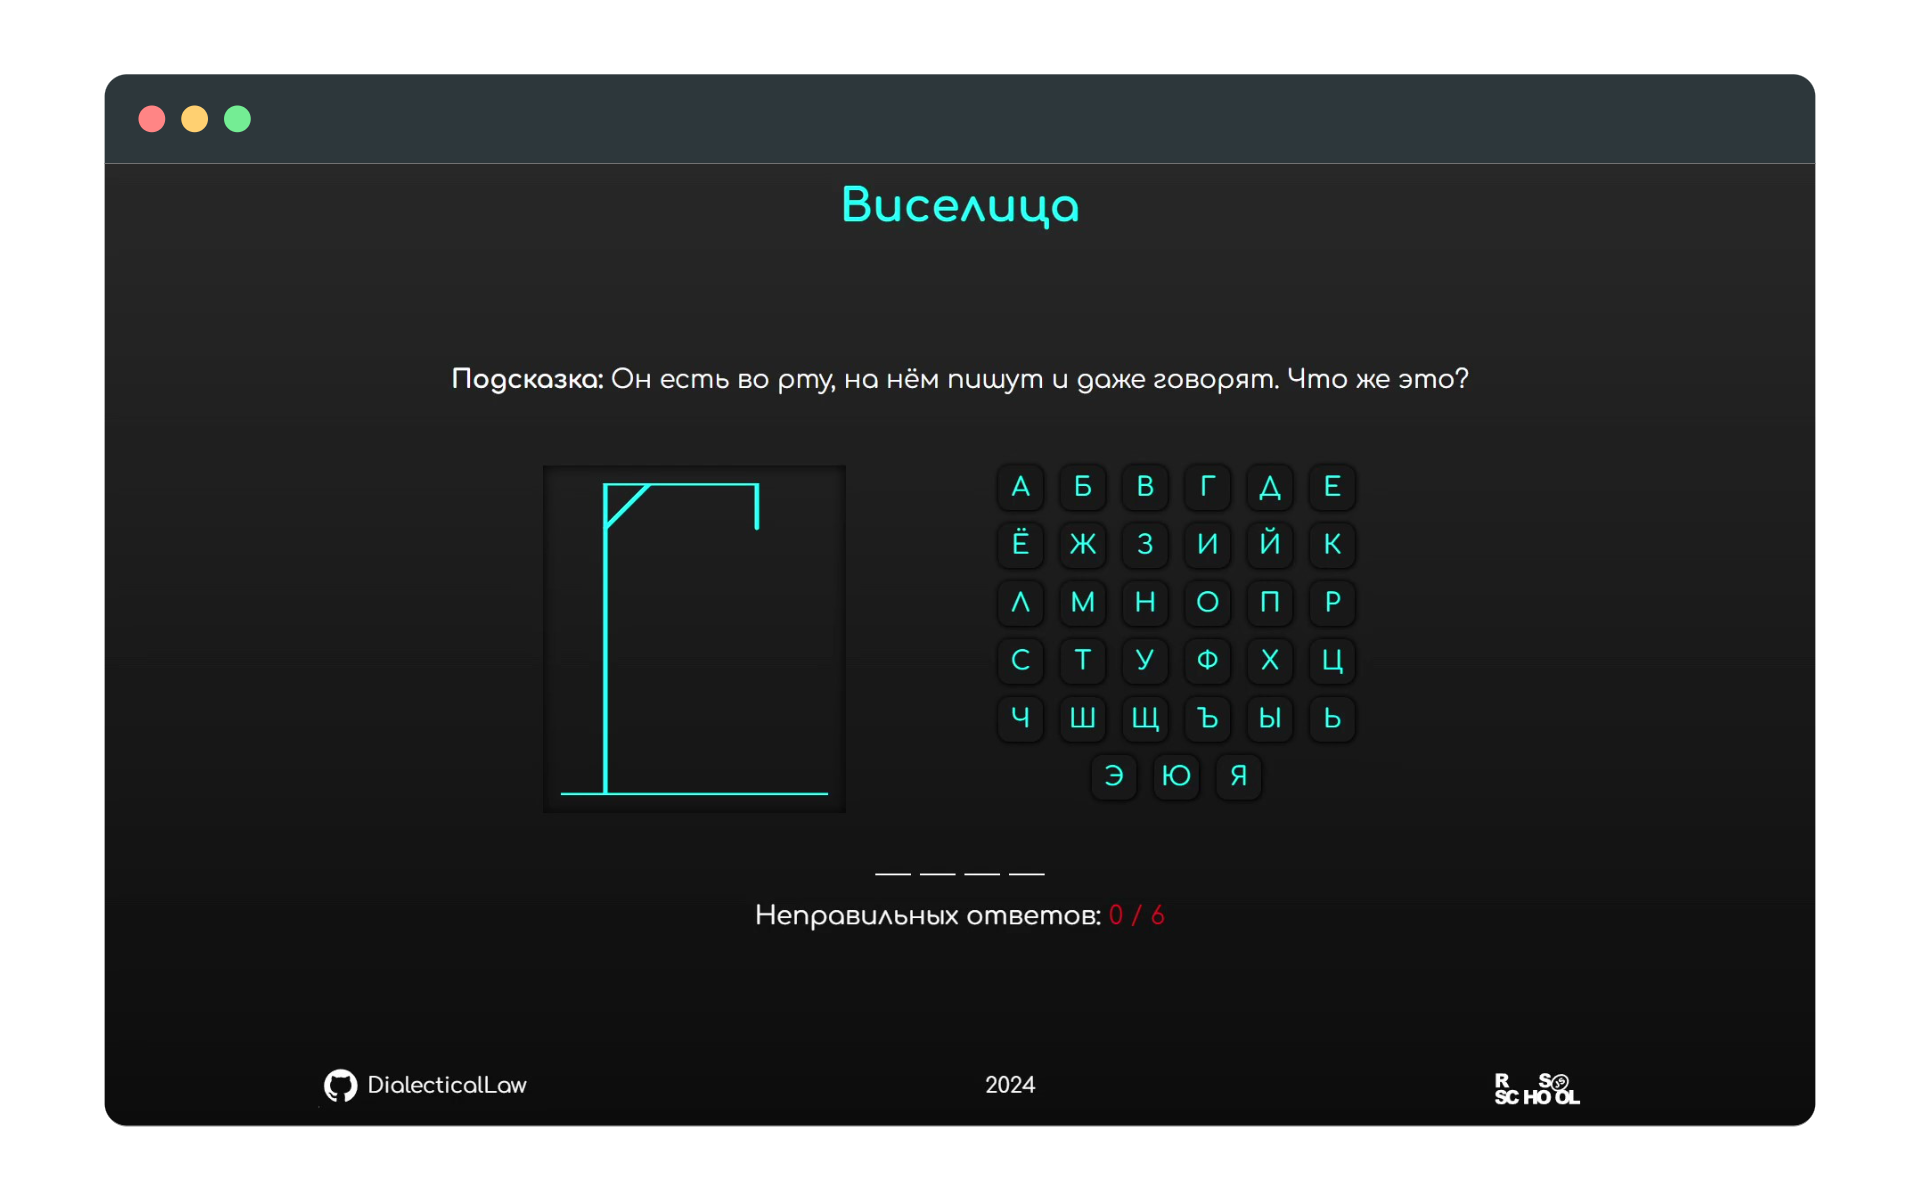 Виселица
Подсказка: Он есть во рту, на нём пишут и даже говорят. Что же это?
А Б В Г Д Е
Ё Ж З И Й К
Л М Н О П Р
С Т У Ф Х Ц
Ч Ш Щ Ъ Ы Ь
Э Ю Я
Неправильных ответов: 0 / 6
DialecticalLaw
2024
R S JS
SCHOOL